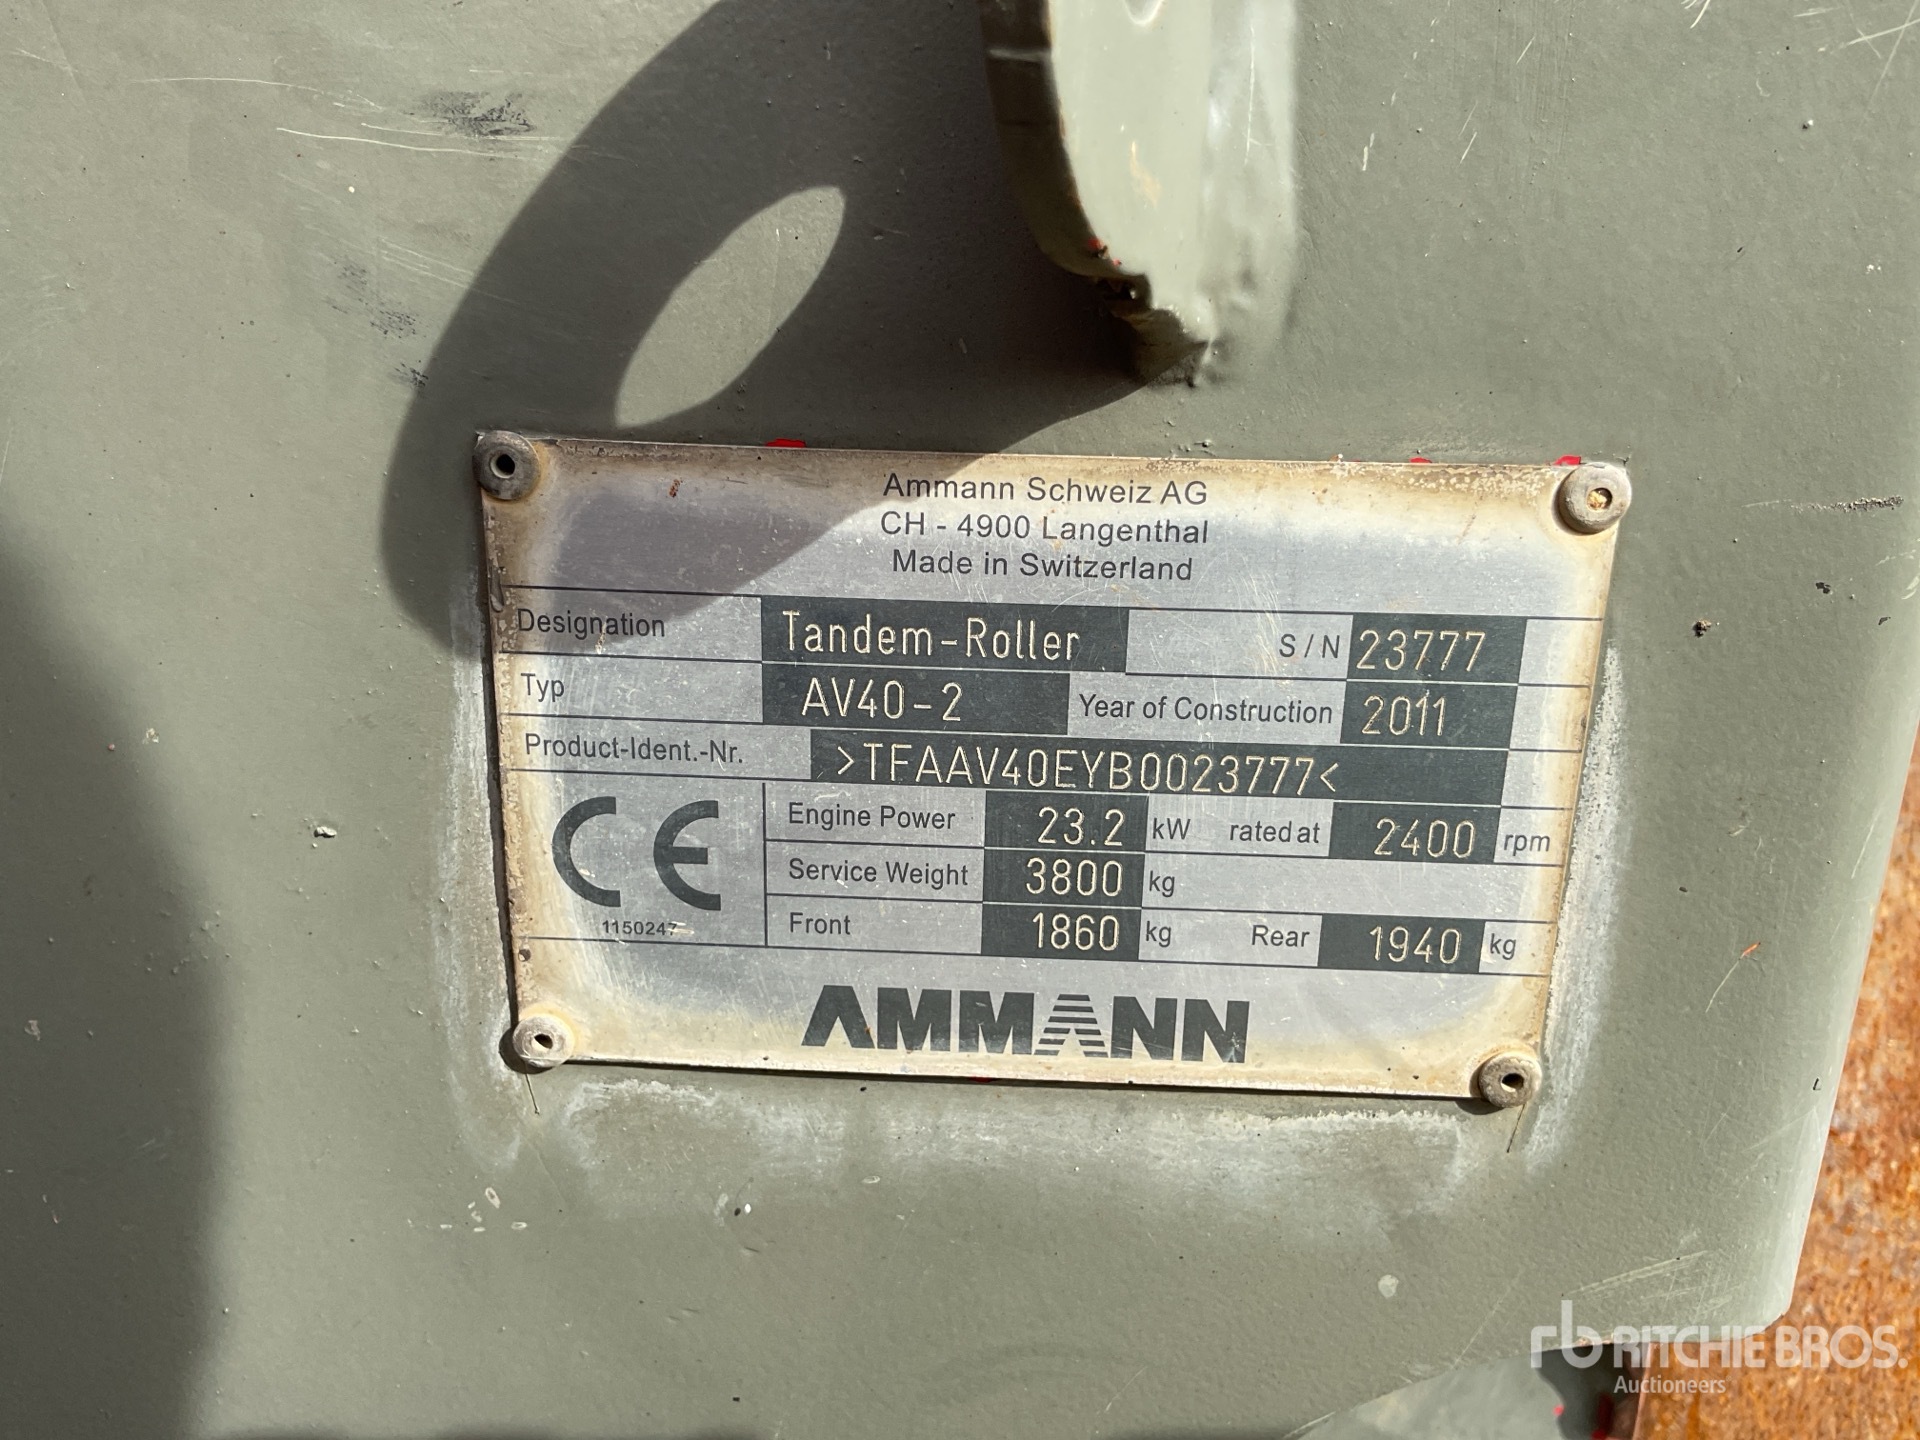 Ammann Schweiz AG
CH - 4900 Langenthal
Made in Switzerland
Designation Tandem-Roller S/N 23777
Typ AV40-2 Year of Construction 2011
Product-Ident.-Nr. >TFAAV40EYB0023777<
CE Engine Power 23.2 kW rated at 2400 rpm
Service Weight 3800 kg
1150247 Front 1860 kg Rear 1940 kg
AMMANN
rb RITCHIE BROS.
Auctioneers